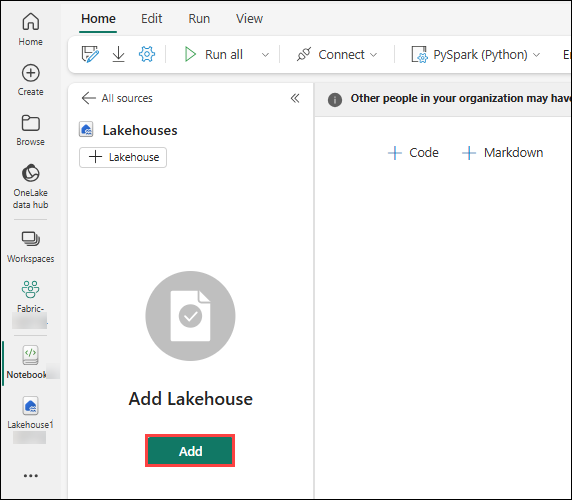 Home
Edit
Run
View
Run all
Connect
PySpark (Python)
Home
Create
Browse
OneLake
data hub
Workspaces
Fabric-
Notebook
Lakehouse1
All sources
Lakehouses
Lakehouse
Add Lakehouse
Add
Other people in your organization may have
Code
Markdown